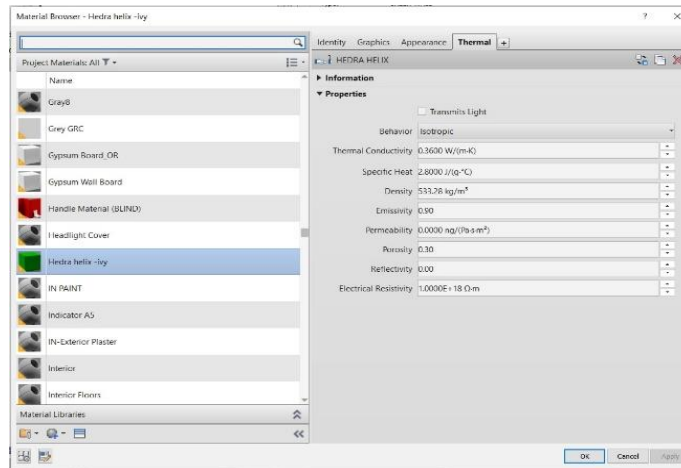 Material Browser - Hedra helix -Ivy
? X
Identity Graphics Appearance Thermal +
Project Materials: All
HEDRA HELIX
Name
Information
Properties
Gray8
Transmits Light
Grey GRC
Behavior Isotropic
Gypsum Board_OR
Thermal Conductivity 0.3600 W/(m·K)
Gypsum Wall Board
Specific Heat 2.8000 J/(g·°C)
Density 533.28 kg/m³
Handle Material (BLIND)
Emissivity 0.90
Headlight Cover
Permeability 0.0000 ng/(Pa·s·m²)
Porosity 0.30
Hedra helix -Ivy
Reflectivity 0.00
IN PAINT
Electrical Resistivity 1.0000E+18 Ω·m
Indicator A5
IN-Exterior Plaster
Interior
Interior Floors
Material Libraries
OK Cancel Apply